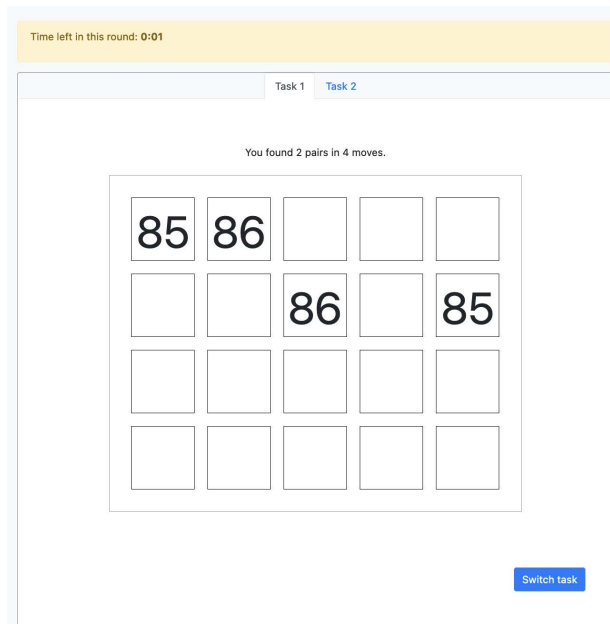 Time left in this round: 0:01
Task 1 Task 2
You found 2 pairs in 4 moves.
85 86
86 85
Switch task